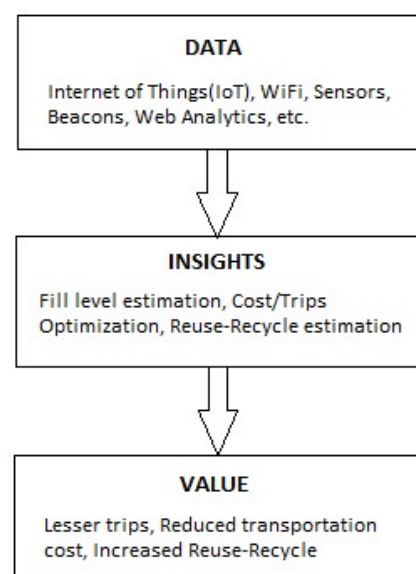 DATA
Internet of Things(IoT), WiFi, Sensors,
Beacons, Web Analytics, etc.
INSIGHTS
Fill level estimation, Cost/Trips
Optimization, Reuse-Recycle estimation
VALUE
Lesser trips, Reduced transportation
cost, Increased Reuse-Recycle